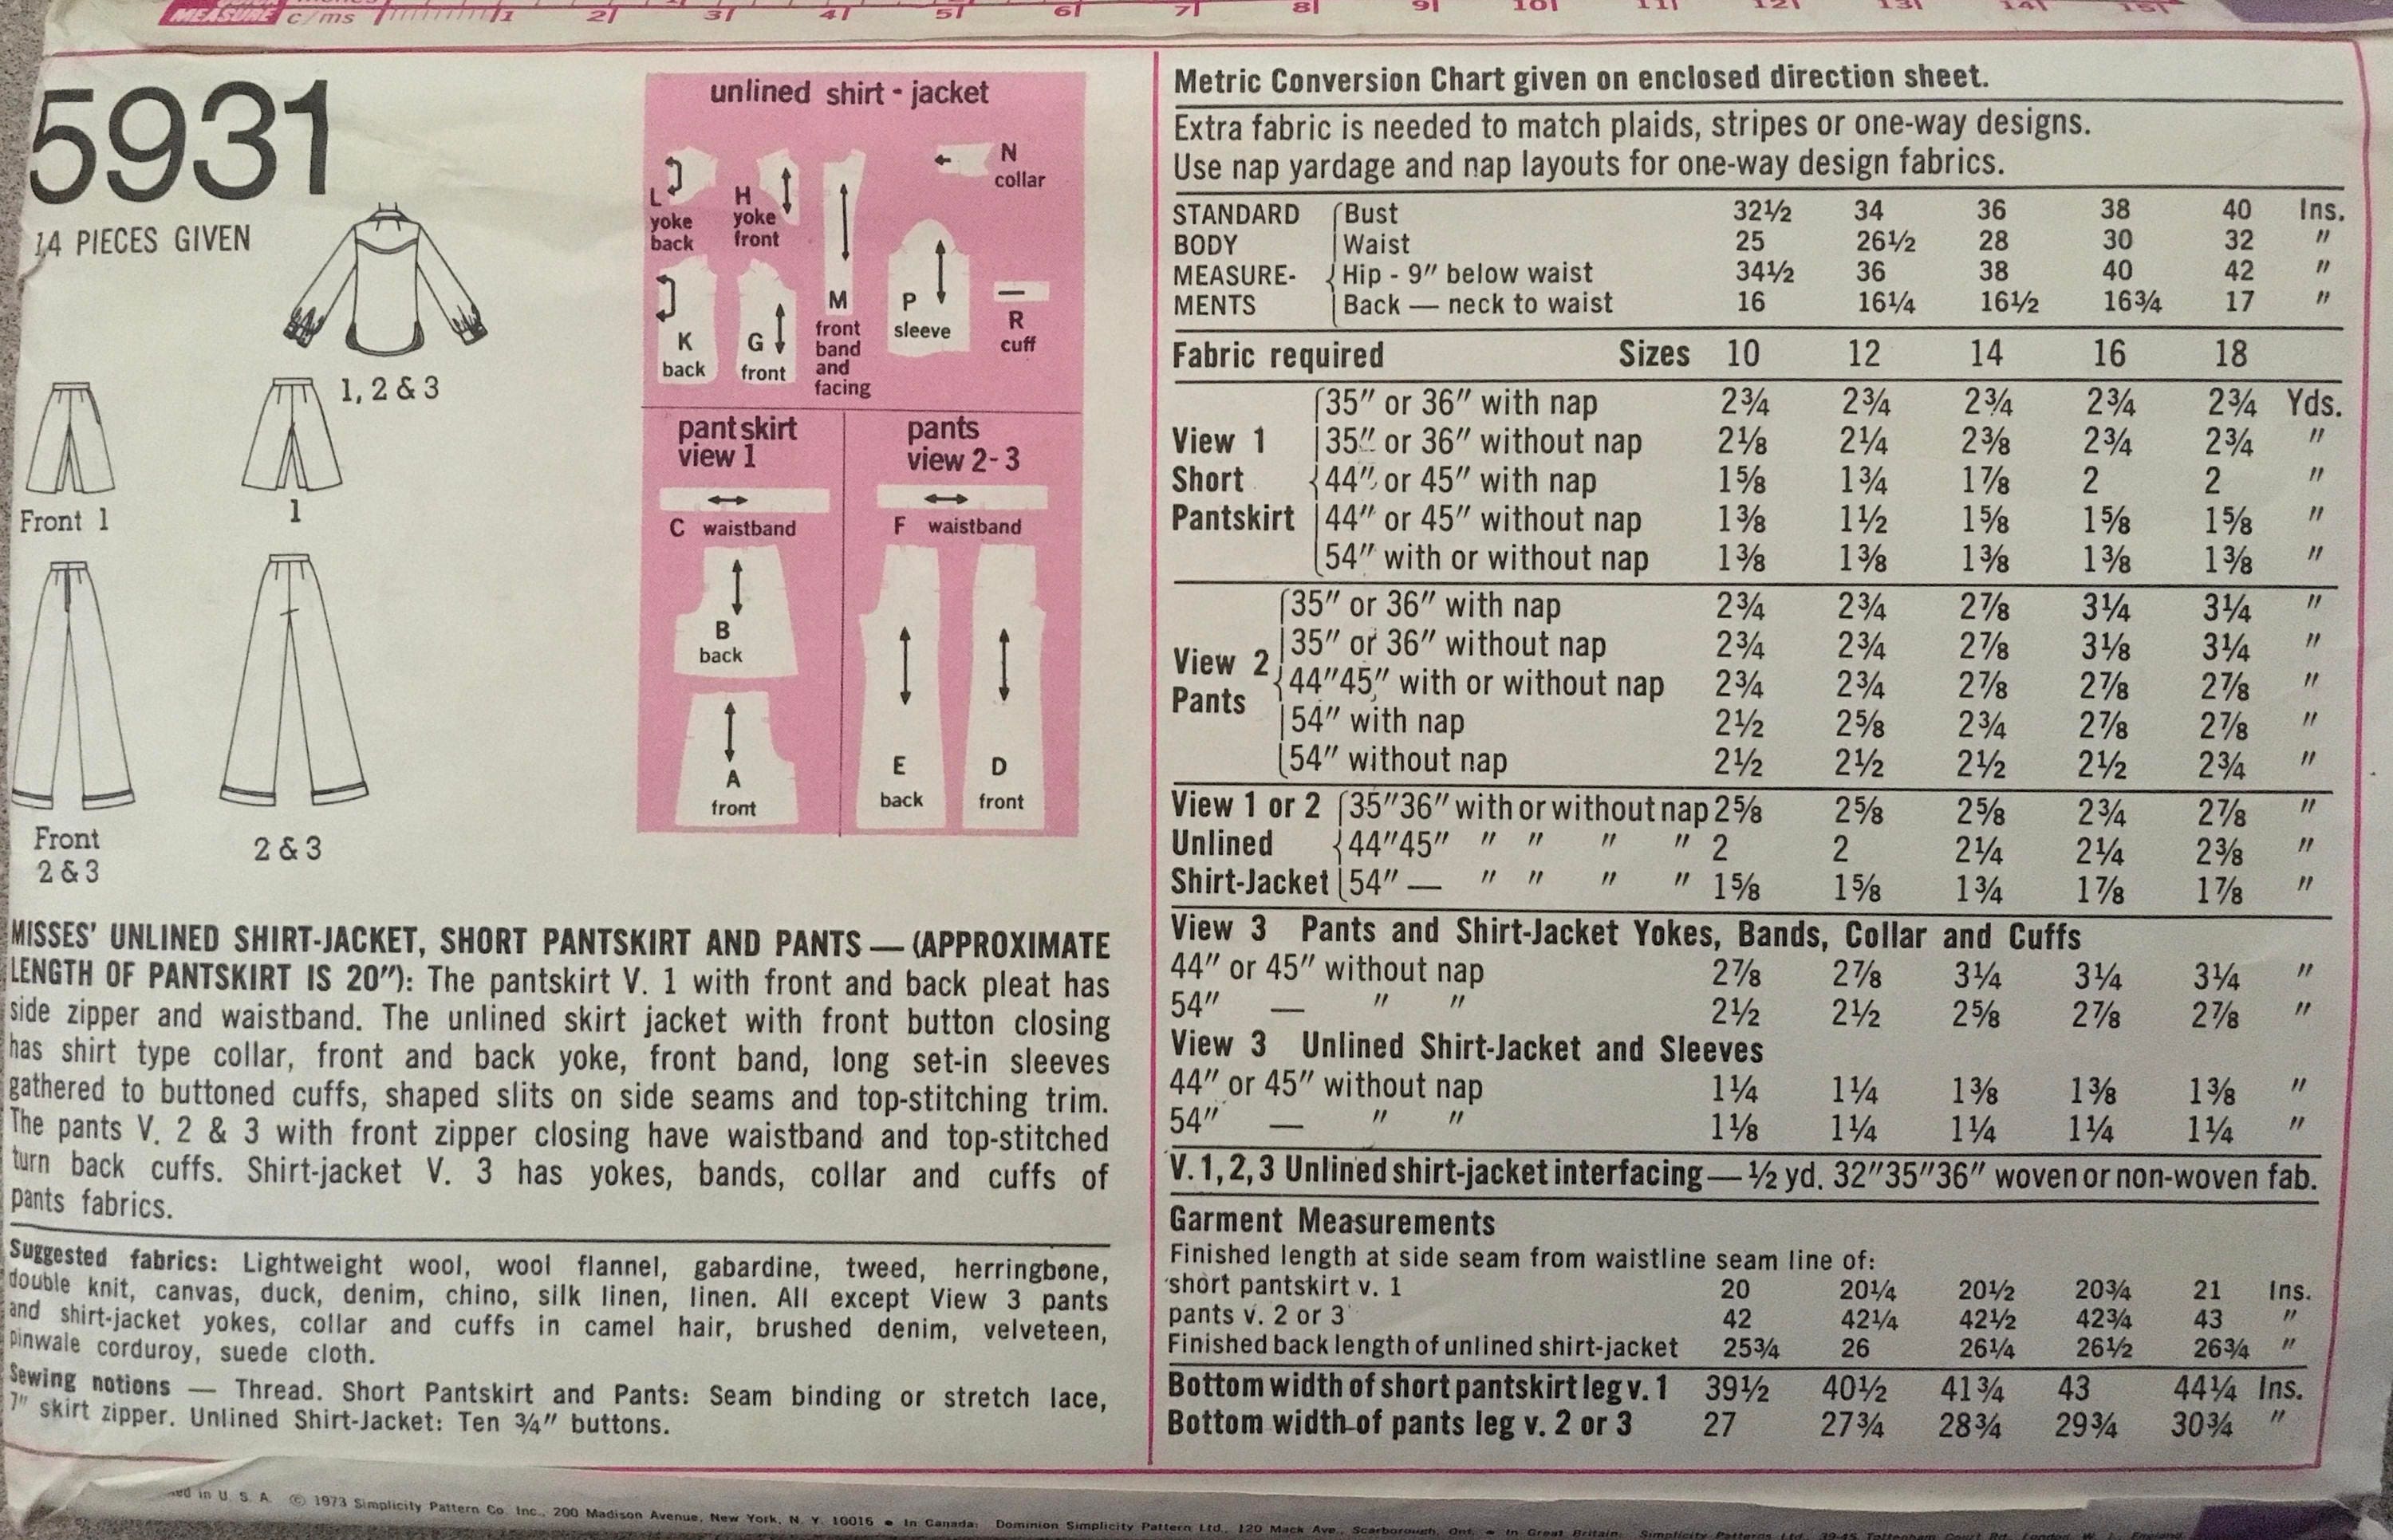 MEASURE c/ms 1 2 3 4 5 6 7 8 9 10 11 12 13 14 15
5931
14 PIECES GIVEN
1, 2 & 3
Front 1
1
Front
2 & 3
2 & 3
unlined shirt - jacket
L
yoke
back
H
yoke
front
N
collar
K
back
G
front
M
front
band
and
facing
P
sleeve
R
cuff
pantskirt
view 1
C waistband
B
back
A
front
pants
view 2-3
F waistband
E
back
D
front
MISSES' UNLINED SHIRT-JACKET, SHORT PANTSKIRT AND PANTS — (APPROXIMATE
LENGTH OF PANTSKIRT IS 20"): The pantskirt V. 1 with front and back pleat has
side zipper and waistband. The unlined skirt jacket with front button closing
has shirt type collar, front and back yoke, front band, long set-in sleeves
gathered to buttoned cuffs, shaped slits on side seams and top-stitching trim.
The pants V. 2 & 3 with front zipper closing have waistband and top-stitched
turn back cuffs. Shirt-jacket V. 3 has yokes, bands, collar and cuffs of
pants fabrics.
Suggested fabrics: Lightweight wool, wool flannel, gabardine, tweed, herringbone,
double knit, canvas, duck, denim, chino, silk linen, linen. All except View 3 pants
and shirt-jacket yokes, collar and cuffs in camel hair, brushed denim, velveteen,
pinwale corduroy, suede cloth.
Sewing notions — Thread. Short Pantskirt and Pants: Seam binding or stretch lace,
7" skirt zipper. Unlined Shirt-Jacket: Ten ¾" buttons.
Metric Conversion Chart given on enclosed direction sheet.
Extra fabric is needed to match plaids, stripes or one-way designs.
Use nap yardage and nap layouts for one-way design fabrics.
STANDARD Bust 32½ 34 36 38 40 Ins.
BODY Waist 25 26½ 28 30 32 "
MEASURE- Hip - 9" below waist 34½ 36 38 40 42 "
MENTS Back — neck to waist 16 16¼ 16½ 16¾ 17 "
Fabric required Sizes 10 12 14 16 18
35" or 36" with nap 2¾ 2¾ 2¾ 2¾ 2¾ Yds.
View 1 35" or 36" without nap 2⅛ 2¼ 2⅜ 2¾ 2¾ "
Short 44" or 45" with nap 1⅝ 1¾ 1⅞ 2 2 "
Pantskirt 44" or 45" without nap 1⅜ 1½ 1⅝ 1⅝ 1⅝ "
54" with or without nap 1⅜ 1⅜ 1⅜ 1⅜ 1⅜ "
35" or 36" with nap 2¾ 2¾ 2⅞ 3¼ 3¼ "
35" or 36" without nap 2¾ 2¾ 2⅞ 3⅛ 3¼ "
View 2 44"45" with or without nap 2¾ 2¾ 2⅞ 2⅞ 2⅞ "
Pants 54" with nap 2½ 2⅝ 2¾ 2⅞ 2⅞ "
54" without nap 2½ 2½ 2½ 2½ 2¾ "
View 1 or 2 35"36" with or without nap 2⅝ 2⅝ 2⅝ 2¾ 2⅞ "
Unlined 44"45" " " " " 2 2 2¼ 2¼ 2⅜ "
Shirt-Jacket 54" — " " " " 1⅝ 1⅝ 1¾ 1⅞ 1⅞ "
View 3 Pants and Shirt-Jacket Yokes, Bands, Collar and Cuffs
44" or 45" without nap 2⅞ 2⅞ 3¼ 3¼ 3¼ "
54" — " " 2½ 2½ 2⅝ 2⅞ 2⅞ "
View 3 Unlined Shirt-Jacket and Sleeves
44" or 45" without nap 1¼ 1¼ 1⅜ 1⅜ 1⅜ "
54" — " " 1⅛ 1¼ 1¼ 1¼ 1¼ "
V. 1, 2, 3 Unlined shirt-jacket interfacing — ½ yd. 32"35"36" woven or non-woven fab.
Garment Measurements
Finished length at side seam from waistline seam line of:
short pantskirt v. 1 20 20¼ 20½ 20¾ 21 Ins.
pants v. 2 or 3 42 42¼ 42½ 42¾ 43 "
Finished back length of unlined shirt-jacket 25¾ 26 26¼ 26½ 26¾ "
Bottom width of short pantskirt leg v. 1 39½ 40½ 41¾ 43 44¼ Ins.
Bottom width of pants leg v. 2 or 3 27 27¾ 28¾ 29¾ 30¾ "
in U. S. A. © 1973 Simplicity Pattern Co. Inc., 200 Madison Avenue, New York, N. Y. 10016 • In Canada: Dominion Simplicity Pattern Ltd., 120 Mack Ave., Scarborough, Ont. • In Great Britain: Simplicity Patterns Ltd., 39-45 Tottenham Court Rd., London, W. 1, England